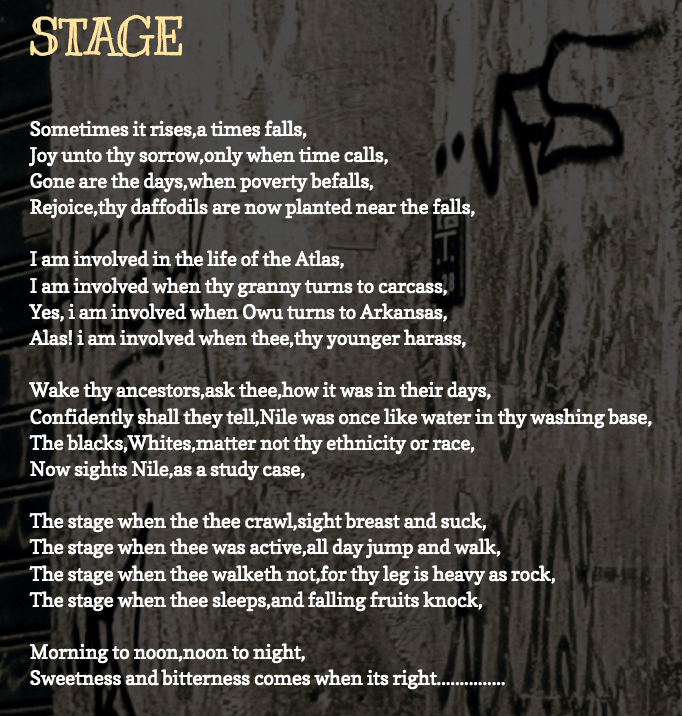 STAGE
Sometimes it rises,a times falls,
Joy unto thy sorrow,only when time calls,
Gone are the days,when poverty befalls,
Rejoice,thy daffodils are now planted near the falls,
I am involved in the life of the Atlas,
I am involved when thy granny turns to carcass,
Yes, i am involved when Owu turns to Arkansas,
Alas! i am involved when thee,thy younger harass,
Wake thy ancestors,ask thee,how it was in their days,
Confidently shall they tell,Nile was once like water in thy washing base,
The blacks,Whites,matter not thy ethnicity or race,
Now sights Nile,as a study case,
The stage when the thee crawl,sight breast and suck,
The stage when thee was active,all day jump and walk,
The stage when thee walketh not,for thy leg is heavy as rock,
The stage when thee sleeps,and falling fruits knock,
Morning to noon,noon to night,
Sweetness and bitterness comes when its right...............